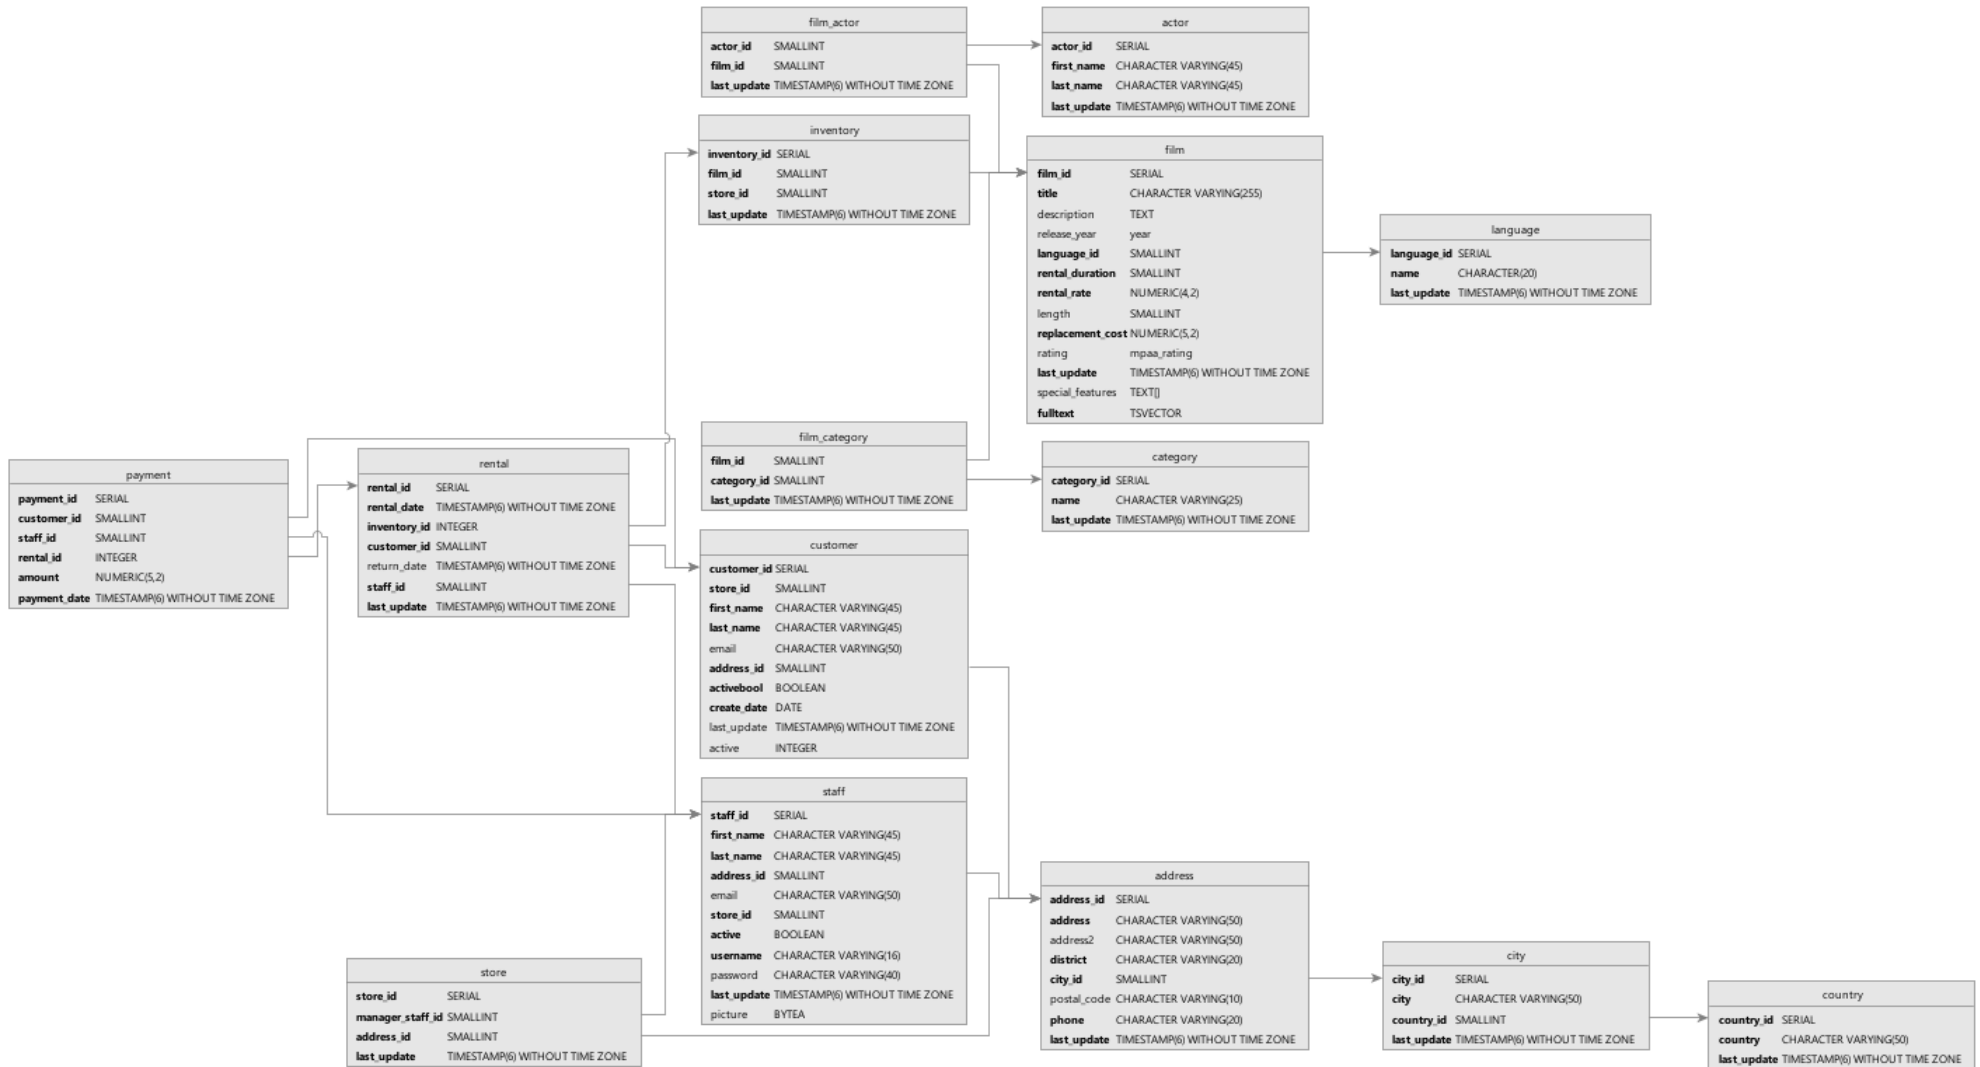 film_actor
actor_id SMALLINT
film_id SMALLINT
last_update TIMESTAMP(6) WITHOUT TIME ZONE
actor
actor_id SERIAL
first_name CHARACTER VARYING(45)
last_name CHARACTER VARYING(45)
last_update TIMESTAMP(6) WITHOUT TIME ZONE
inventory
inventory_id SERIAL
film_id SMALLINT
store_id SMALLINT
last_update TIMESTAMP(6) WITHOUT TIME ZONE
film
film_id SERIAL
title CHARACTER VARYING(255)
description TEXT
release_year year
language_id SMALLINT
rental_duration SMALLINT
rental_rate NUMERIC(4,2)
length SMALLINT
replacement_cost NUMERIC(5,2)
rating mpaa_rating
last_update TIMESTAMP(6) WITHOUT TIME ZONE
special_features TEXT[]
fulltext TSVECTOR
language
language_id SERIAL
name CHARACTER(20)
last_update TIMESTAMP(6) WITHOUT TIME ZONE
film_category
film_id SMALLINT
category_id SMALLINT
last_update TIMESTAMP(6) WITHOUT TIME ZONE
category
category_id SERIAL
name CHARACTER VARYING(25)
last_update TIMESTAMP(6) WITHOUT TIME ZONE
payment
payment_id SERIAL
customer_id SMALLINT
staff_id SMALLINT
rental_id INTEGER
amount NUMERIC(5,2)
payment_date TIMESTAMP(6) WITHOUT TIME ZONE
rental
rental_id SERIAL
rental_date TIMESTAMP(6) WITHOUT TIME ZONE
inventory_id INTEGER
customer_id SMALLINT
return_date TIMESTAMP(6) WITHOUT TIME ZONE
staff_id SMALLINT
last_update TIMESTAMP(6) WITHOUT TIME ZONE
customer
customer_id SERIAL
store_id SMALLINT
first_name CHARACTER VARYING(45)
last_name CHARACTER VARYING(45)
email CHARACTER VARYING(50)
address_id SMALLINT
activebool BOOLEAN
create_date DATE
last_update TIMESTAMP(6) WITHOUT TIME ZONE
active INTEGER
staff
staff_id SERIAL
first_name CHARACTER VARYING(45)
last_name CHARACTER VARYING(45)
address_id SMALLINT
email CHARACTER VARYING(50)
store_id SMALLINT
active BOOLEAN
username CHARACTER VARYING(16)
password CHARACTER VARYING(40)
last_update TIMESTAMP(6) WITHOUT TIME ZONE
picture BYTEA
store
store_id SERIAL
manager_staff_id SMALLINT
address_id SMALLINT
last_update TIMESTAMP(6) WITHOUT TIME ZONE
address
address_id SERIAL
address CHARACTER VARYING(50)
address2 CHARACTER VARYING(50)
district CHARACTER VARYING(20)
city_id SMALLINT
postal_code CHARACTER VARYING(10)
phone CHARACTER VARYING(20)
last_update TIMESTAMP(6) WITHOUT TIME ZONE
city
city_id SERIAL
city CHARACTER VARYING(50)
country_id SMALLINT
last_update TIMESTAMP(6) WITHOUT TIME ZONE
country
country_id SERIAL
country CHARACTER VARYING(50)
last_update TIMESTAMP(6) WITHOUT TIME ZONE